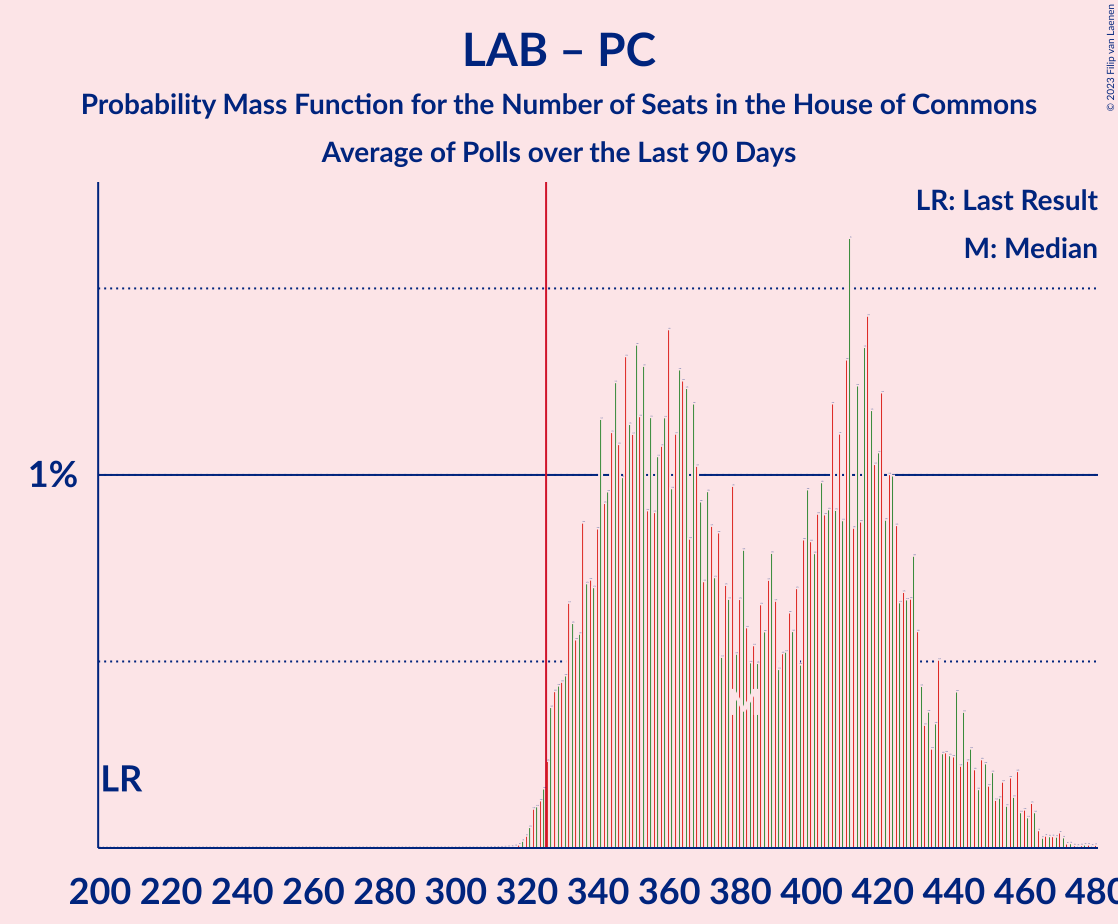 LAB – PC
Probability Mass Function for the Number of Seats in the House of Commons
Average of Polls over the Last 90 Days
© 2023 Filip van Laenen
LR: Last Result
M: Median
1%
M
LR
200 220 240 260 280 300 320 340 360 380 400 420 440 460 480